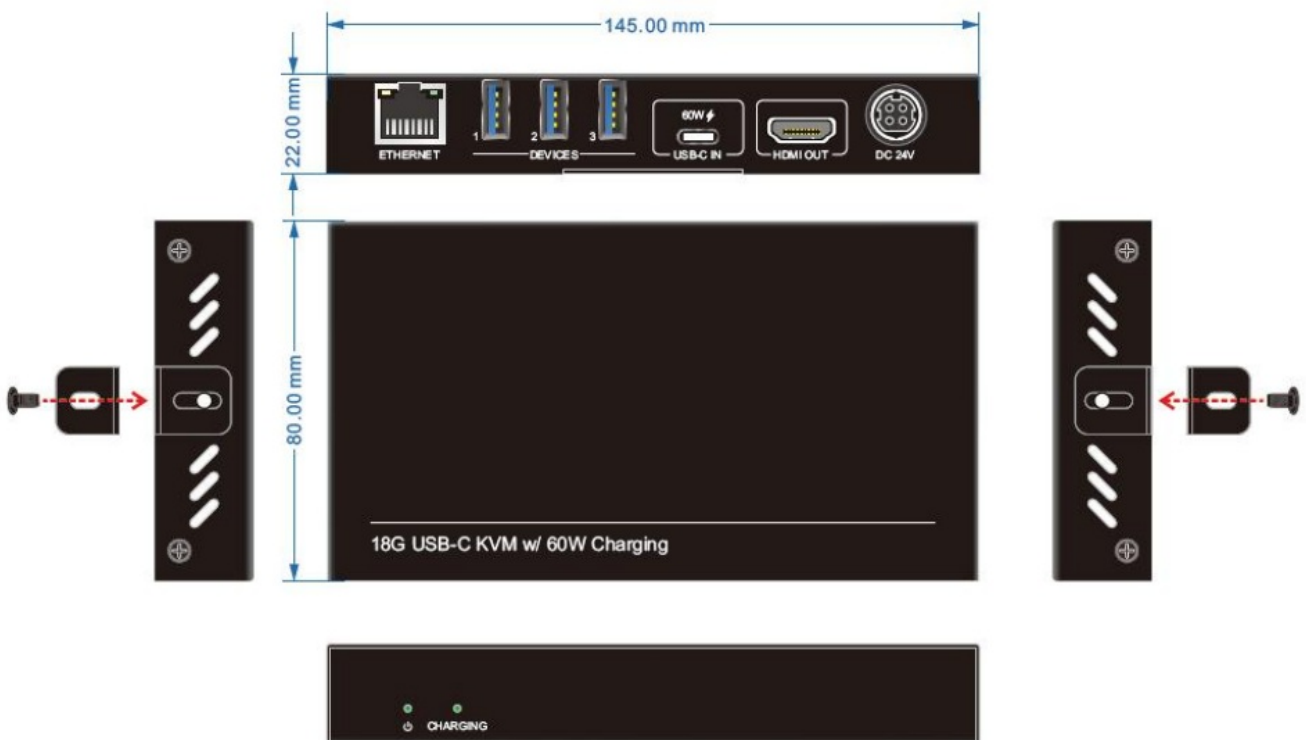 145.00 mm
22.00 mm
60W
1 2 3
ETHERNET DEVICES USB-C IN HDMI OUT DC 24V
80.00 mm
18G USB-C KVM w/ 60W Charging
CHARGING